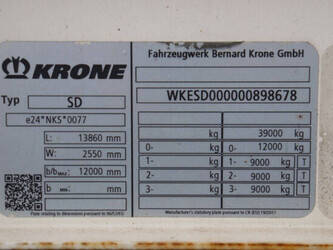 KRONE
Fahrzeugwerk Bernard Krone GmbH
Typ SD
WKESD000000898678
e24*NKS*0077
L: 13860 mm
W: 2550 mm
b/b MAX.: 12000 mm
b MIN.: mm
kg 39000 kg
0- kg 0- 12000 kg
1- kg 1- 9000 kg T
2- kg 2- 9000 kg T
3- kg 3- 9000 kg T